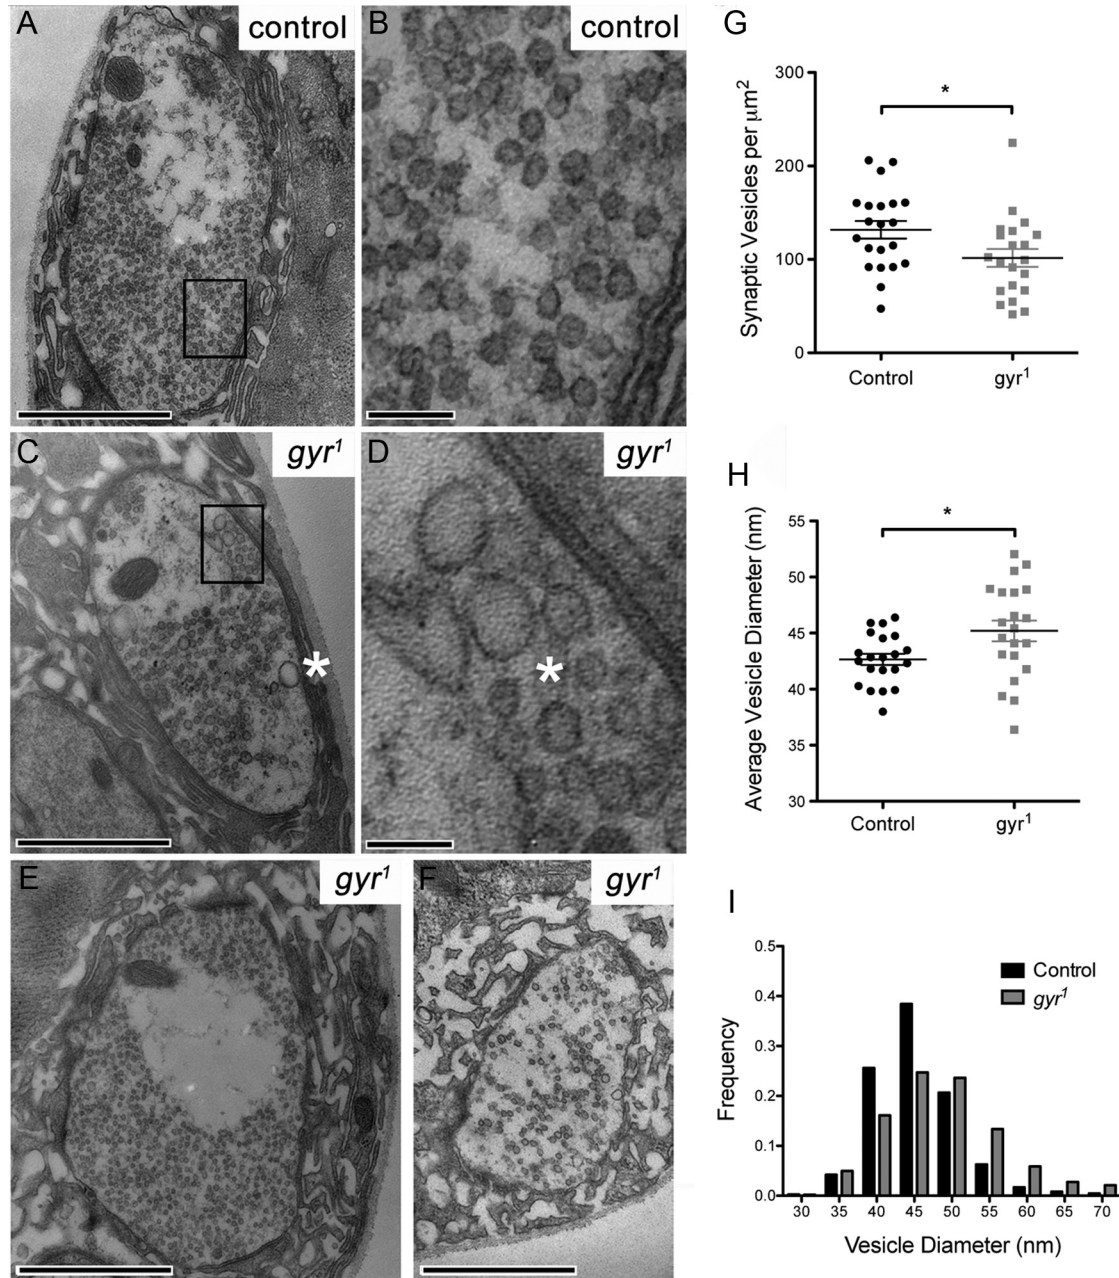 A
control
B
control
C
gyr¹
*
D
gyr¹
*
E
gyr¹
F
gyr¹
G
Synaptic Vesicles per μm²
300
200
100
0
*
Control
gyr¹
H
Average Vesicle Diameter (nm)
55
50
45
40
35
30
*
Control
gyr¹
I
Frequency
0.5
0.4
0.3
0.2
0.1
0.0
Control
gyr¹
30 35 40 45 50 55 60 65 70
Vesicle Diameter (nm)